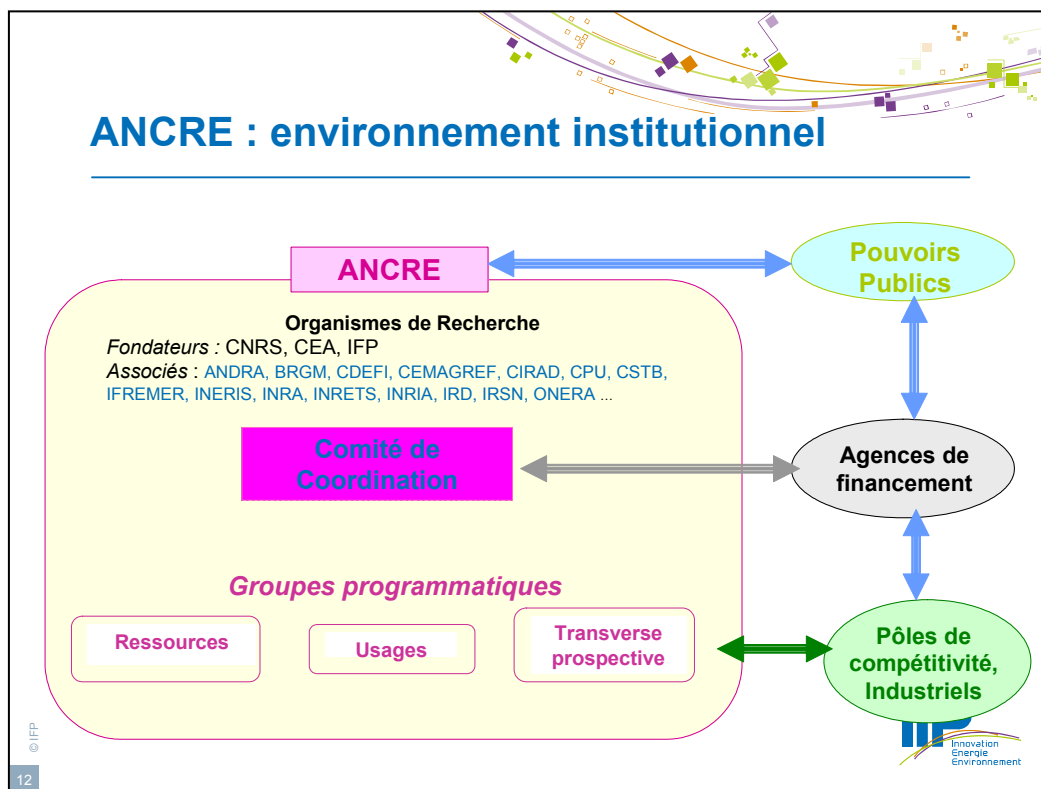 ANCRE : environnement institutionnel
ANCRE
Pouvoirs
Publics
Organismes de Recherche
Fondateurs : CNRS, CEA, IFP
Associés : ANDRA, BRGM, CDEFI, CEMAGREF, CIRAD, CPU, CSTB,
IFREMER, INERIS, INRA, INRETS, INRIA, IRD, IRSN, ONERA ...
Comité de
Coordination
Agences de
financement
Groupes programmatiques
Ressources
Usages
Transverse
prospective
Pôles de
compétitivité,
Industriels
Innovation
Energie
Environnement
© IFP
12